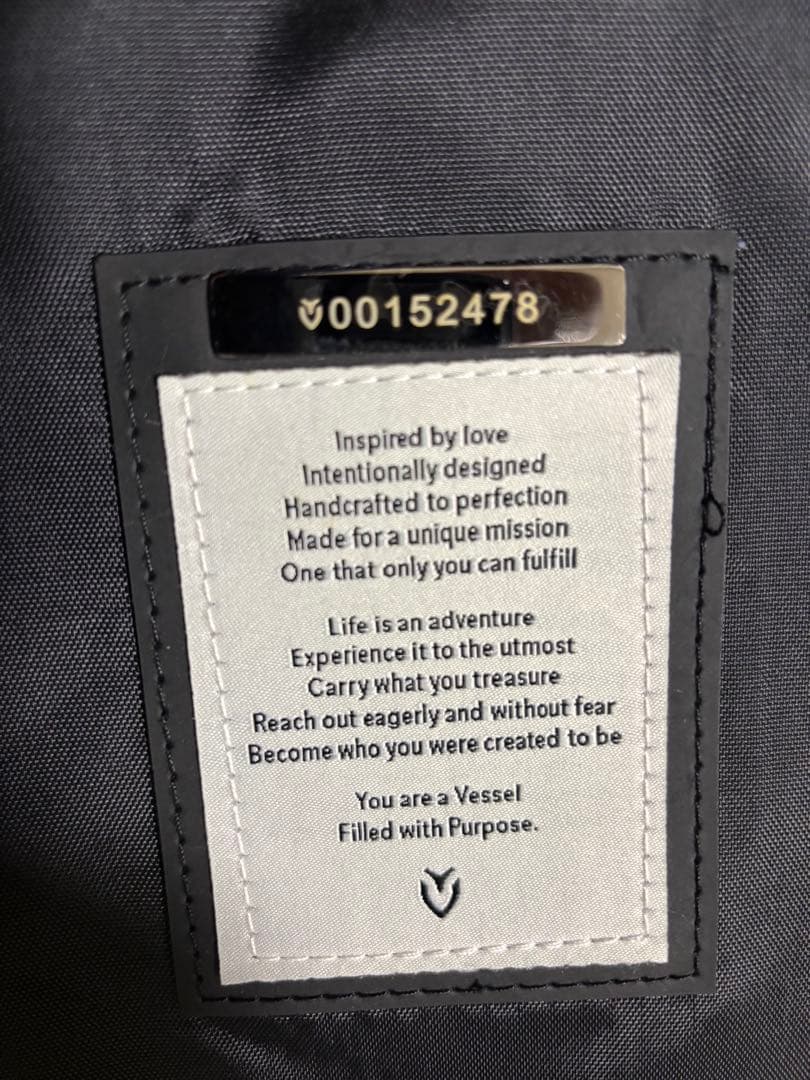 00152478
Inspired by love
Intentionally designed
Handcrafted to perfection
Made for a unique mission
One that only you can fulfill
Life is an adventure
Experience it to the utmost
Carry what you treasure
Reach out eagerly and without fear
Become who you were created to be
You are a Vessel
Filled with Purpose.